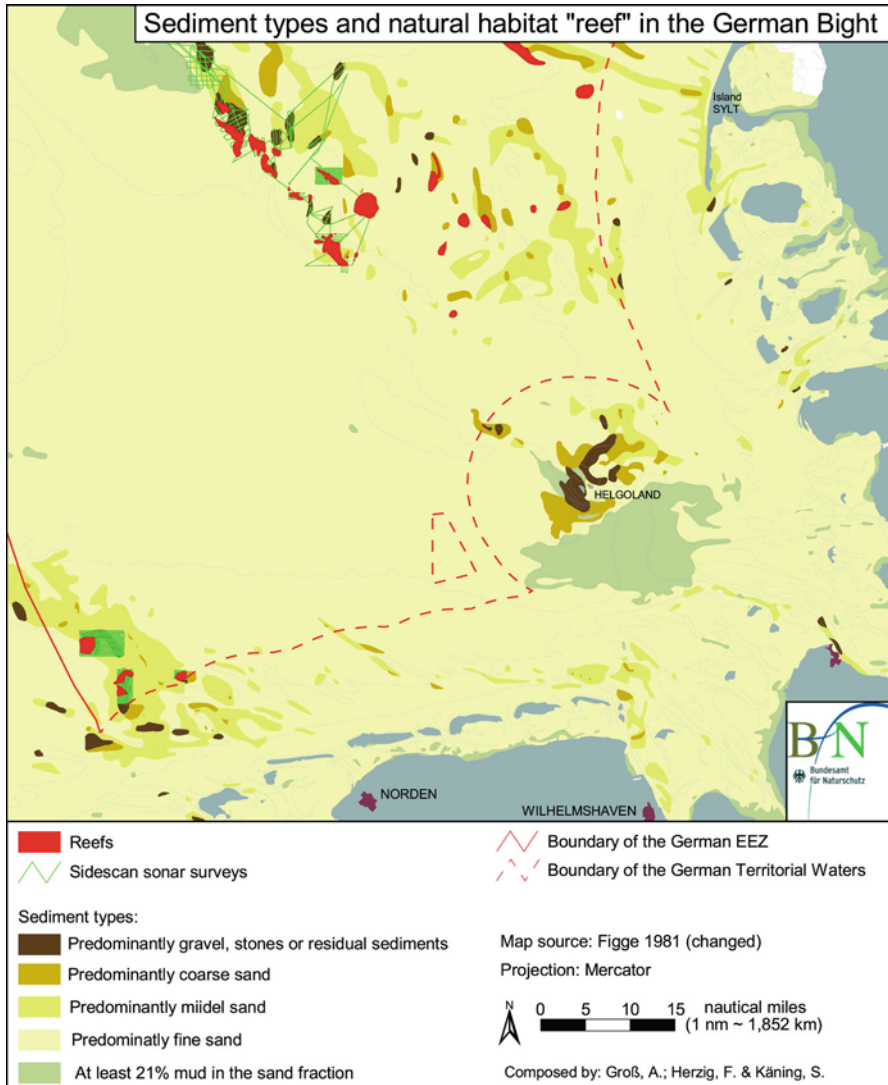 Sediment types and natural habitat "reef" in the German Bight
Island
SYLT
HELGOLAND
NORDEN
WILHELMSHAVEN
BfN
Bundesamt
für Naturschutz
Reefs
Sidescan sonar surveys
Boundary of the German EEZ
Boundary of the German Territorial Waters
Sediment types:
Predominantly gravel, stones or residual sediments
Predominantly coarse sand
Predominantly miidel sand
Predominatly fine sand
At least 21% mud in the sand fraction
Map source: Figge 1981 (changed)
Projection: Mercator
N
0 5 10 15 nautical miles
(1 nm ~ 1,852 km)
Composed by: Groß, A.; Herzig, F. & Käning, S.